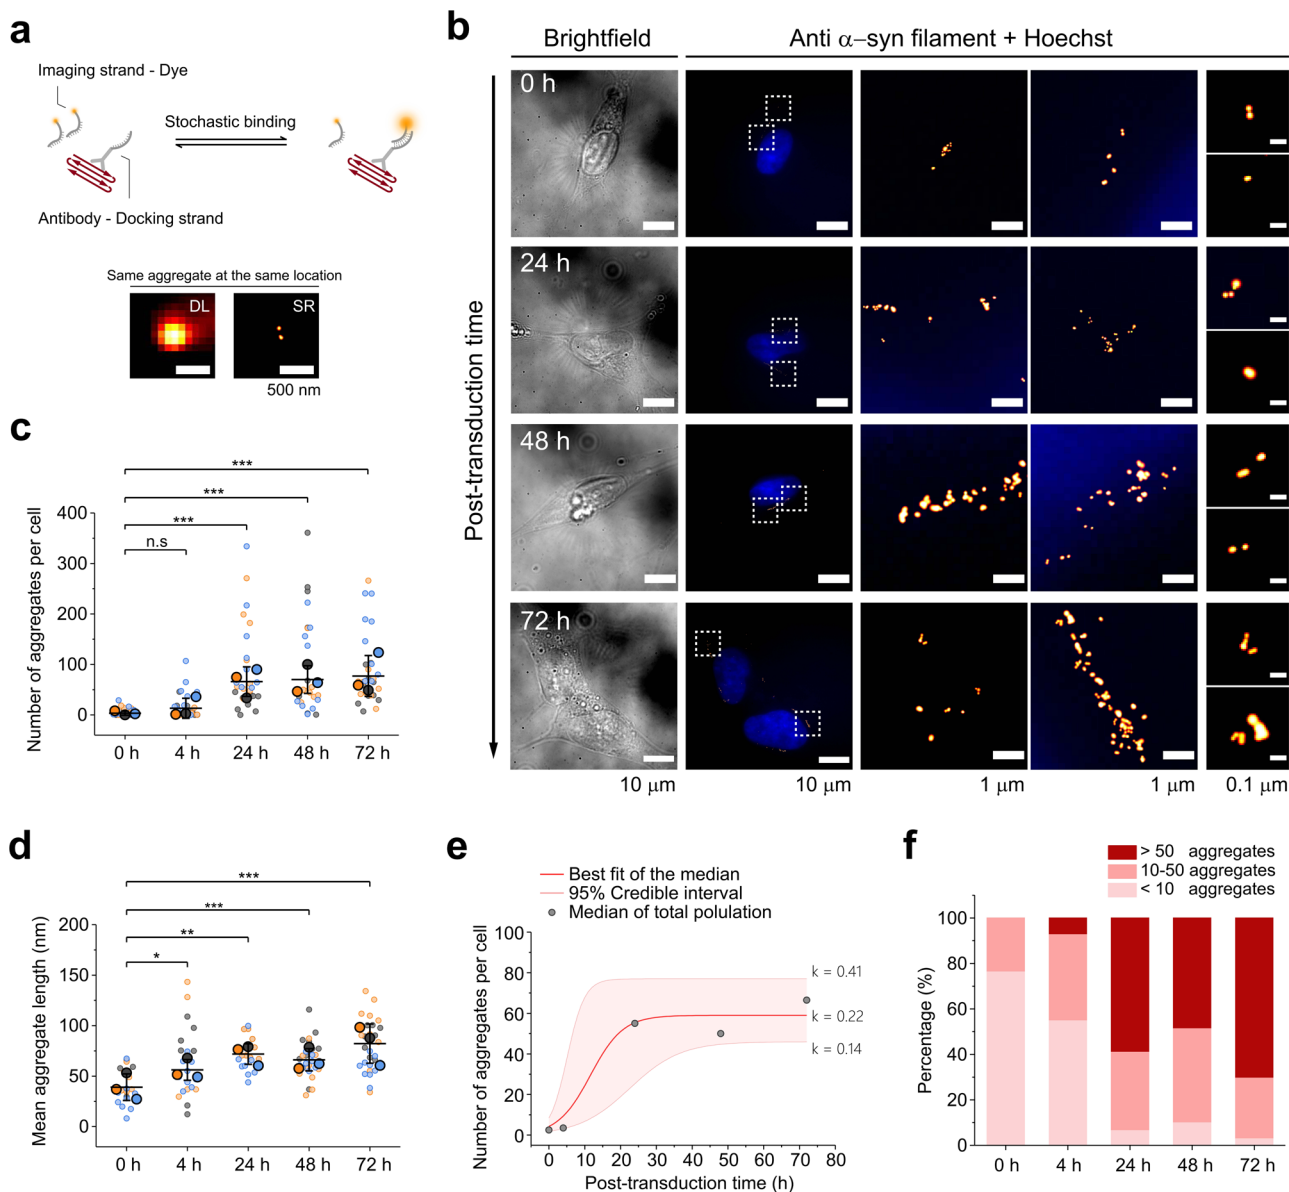 a
Imaging strand - Dye
Stochastic binding
Antibody - Docking strand
Same aggregate at the same location
DL
SR
500 nm
b
Brightfield
Anti α–syn filament + Hoechst
Post-transduction time
0 h
24 h
48 h
72 h
10 μm
10 μm
1 μm
1 μm
0.1 μm
c
Number of aggregates per cell
400
300
200
100
0
***
***
***
n.s
0 h
4 h
24 h
48 h
72 h
d
Mean aggregate length (nm)
200
150
100
50
0
***
***
**
*
0 h
4 h
24 h
48 h
72 h
e
Best fit of the median
95% Credible interval
Median of total polulation
Number of aggregates per cell
100
80
60
40
20
0
k = 0.41
k = 0.22
k = 0.14
0 10 20 30 40 50 60 70 80
Post-transduction time (h)
f
> 50 aggregates
10-50 aggregates
< 10 aggregates
Percentage (%)
100
80
60
40
20
0
0 h
4 h
24 h
48 h
72 h